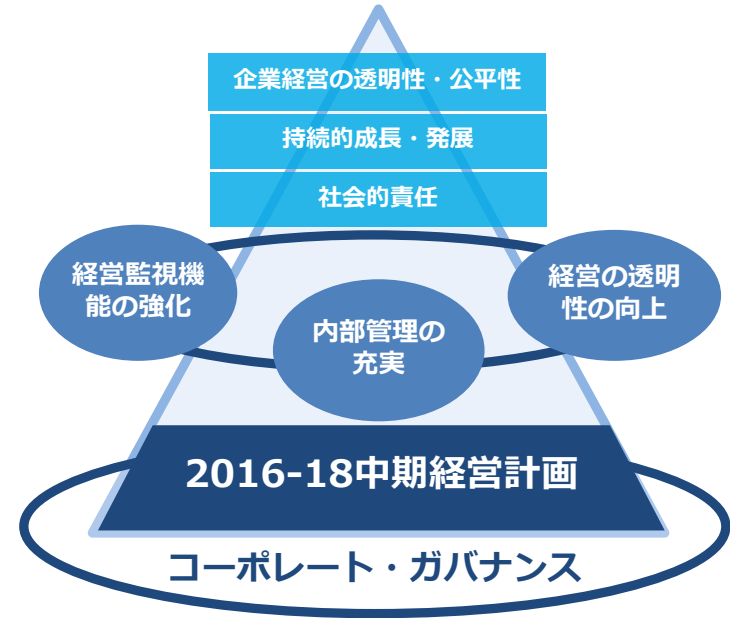 企業経営の透明性・公平性
持続的成長・発展
社会的責任
経営監視機
能の強化
内部管理の
充実
経営の透明
性の向上
2016-18中期経営計画
コーポレート・ガバナンス